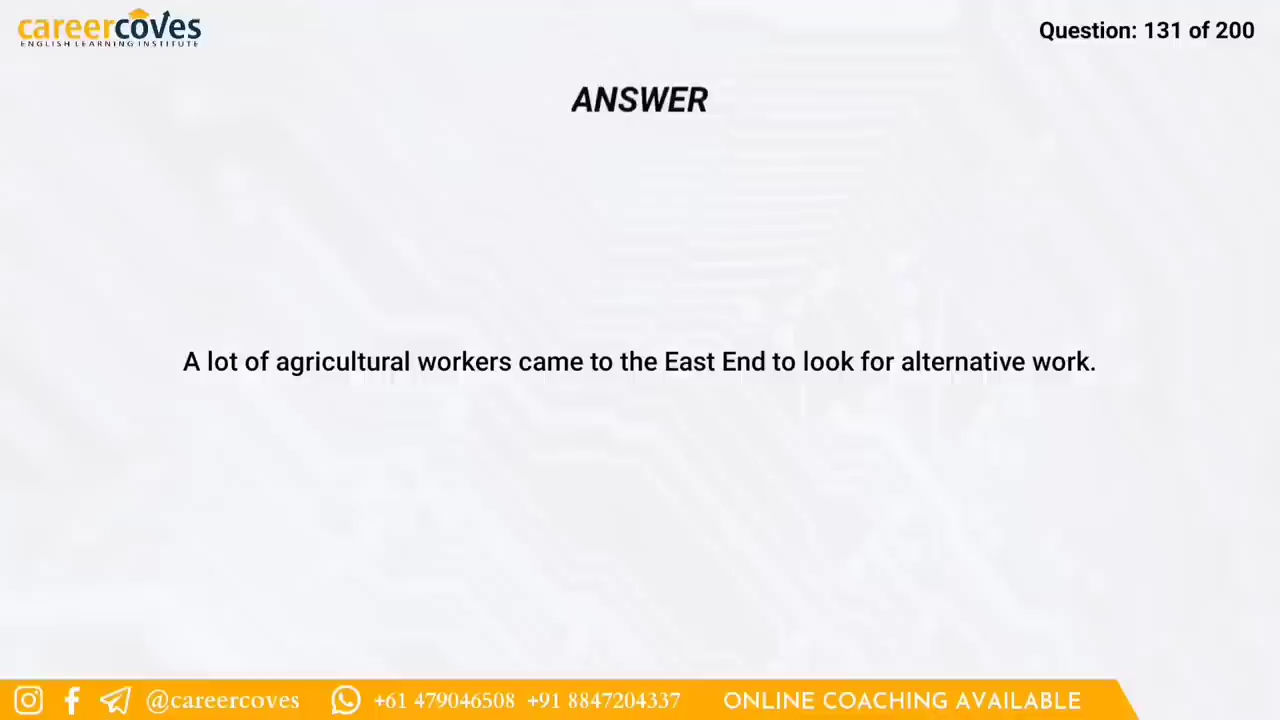 careercoves
ENGLISH LEARNING INSTITUTE
Question: 131 of 200
ANSWER
A lot of agricultural workers came to the East End to look for alternative work.
@careercoves +61 479046508 +91 8847204337 ONLINE COACHING AVAILABLE